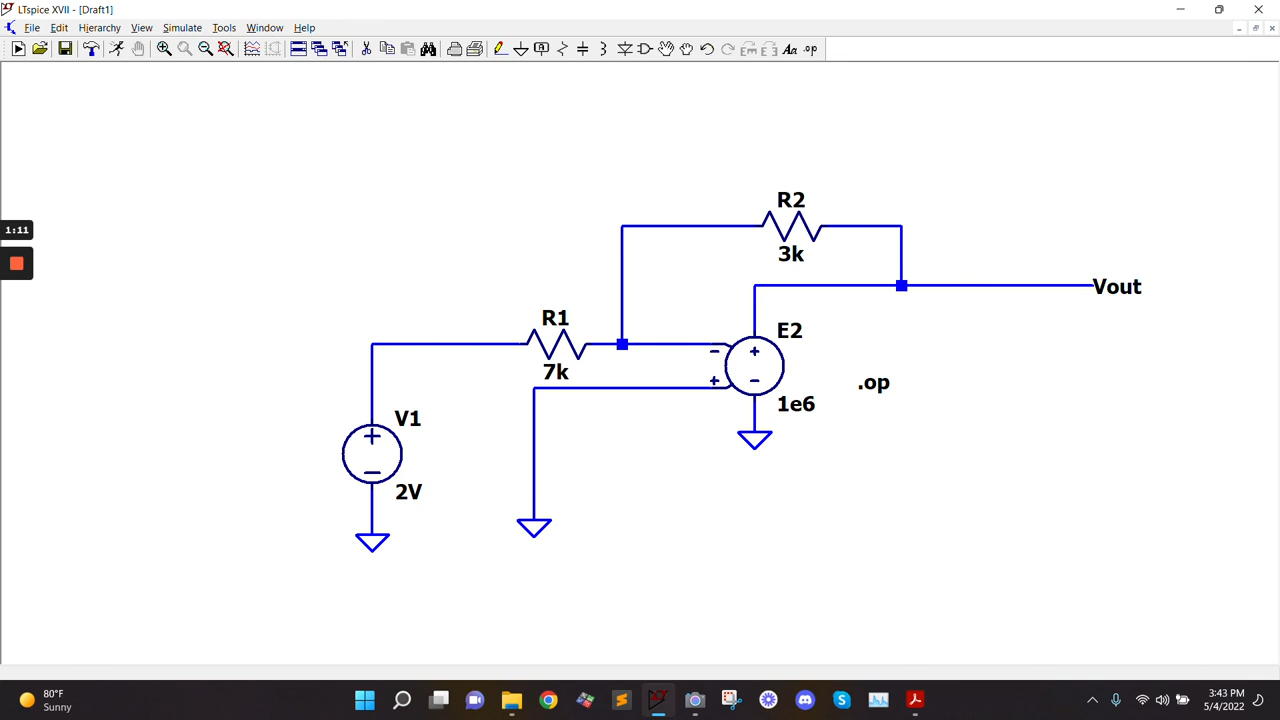 LTspice XVII - [Draft1]
File Edit Hierarchy View Simulate Tools Window Help
Aa .op
R2
3k
Vout
R1
7k
E2
- +
+ -
1e6
.op
V1
+
-
2V
1:11
80°F
Sunny
3:43 PM
5/4/2022